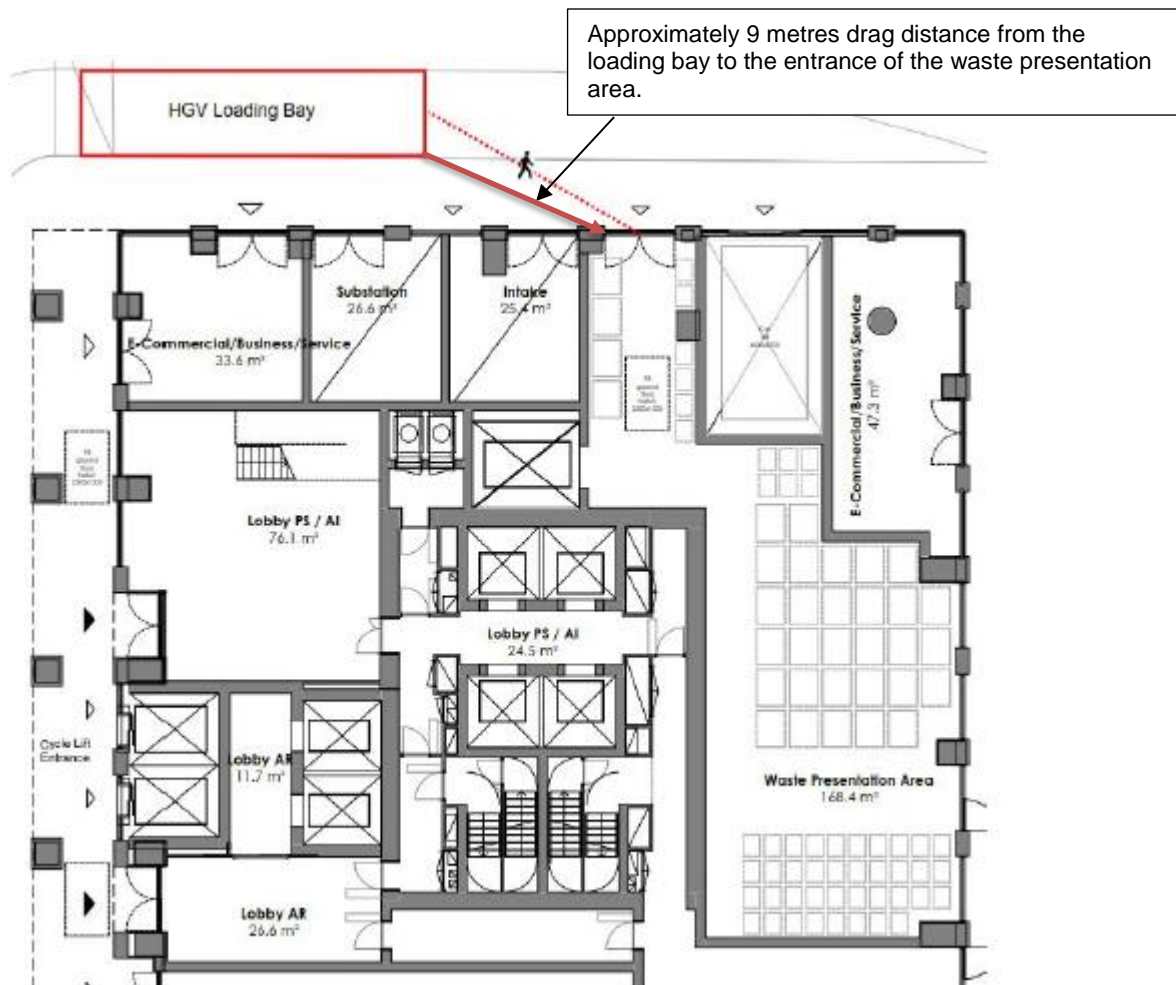 Approximately 9 metres drag distance from the
loading bay to the entrance of the waste presentation
area.
HGV Loading Bay
Substation
26.6 m²
Intake
25.4 m²
E-Commercial/Business/Service
33.6 m²
E-Commercial/Business/Service
47.3 m²
Lobby PS / AI
76.1 m²
Lobby PS / AI
24.5 m²
Cycle Lift
Entrance
Lobby AR
11.7 m²
Waste Presentation Area
168.4 m²
Lobby AR
26.6 m²